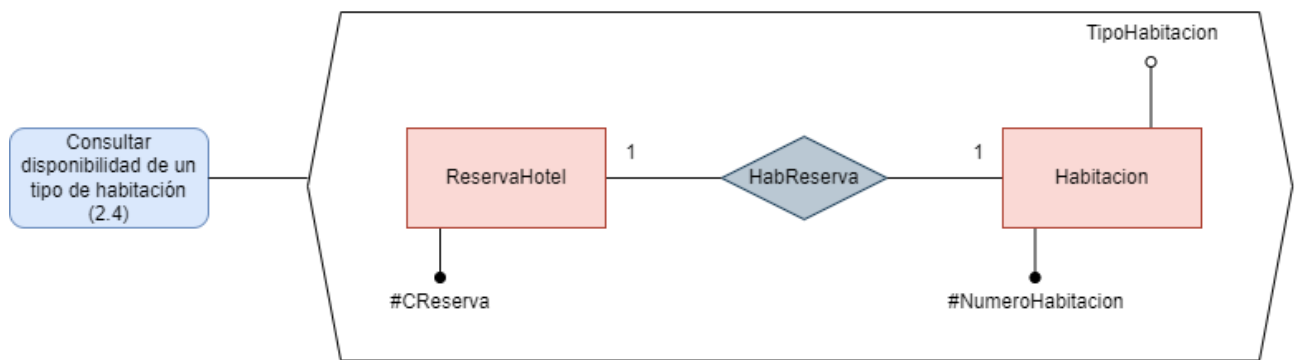 TipoHabitacion
Consultar
disponibilidad de un
tipo de habitación
(2.4)
ReservaHotel
1
HabReserva
1
Habitacion
#CReserva
#NumeroHabitacion